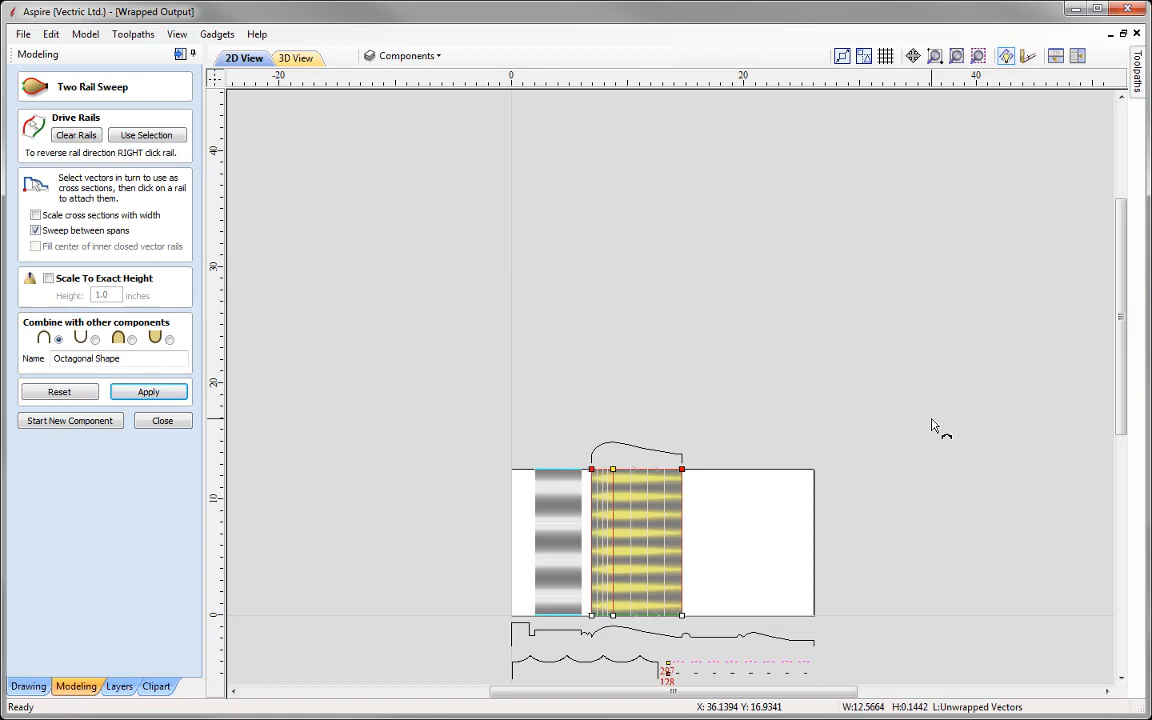 Aspire {Vectric Ltd.} - [Wrapped Output]
File Edit Model Toolpaths View Gadgets Help
Modeling
2D View 3D View Components
Toolpaths
Two Rail Sweep
Drive Rails
Clear Rails Use Selection
To reverse rail direction RIGHT click rail.
Select vectors in turn to use as
cross sections, then click on a rail
to attach them.
Scale cross sections with width
Sweep between spans
Fill center of inner closed vector rails
Scale To Exact Height
Height: 1.0 inches
Combine with other components
Name Octagonal Shape
Reset Apply
Start New Component Close
-20 0 20 40
40
30
20
10
0
128
Drawing Modeling Layers Clipart
Ready X: 36.1394 Y: 16.9341 W:12.5664 H:0.1442 L:Unwrapped Vectors